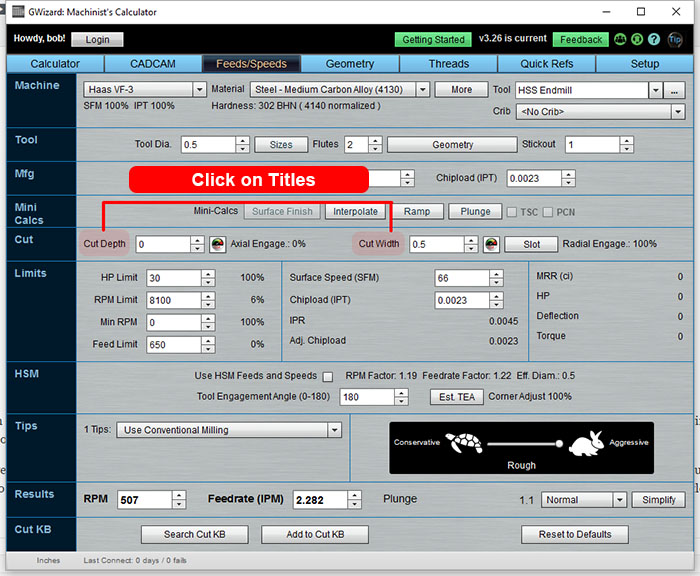 GWizard: Machinist's Calculator
Howdy, bob! Login Getting Started v3.26 is current Feedback ? Tip
Calculator CADCAM Feeds/Speeds Geometry Threads Quick Refs Setup
Machine Haas VF-3 Material Steel - Medium Carbon Alloy (4130) More Tool HSS Endmill ...
SFM 100% IPT 100% Hardness: 302 BHN ( 4140 normalized ) Crib <No Crib>
Tool Tool Dia. 0.5 Sizes Flutes 2 Geometry Stickout 1
Mfg Chipload (IPT) 0.0023
Click on Titles
Mini Calcs Mini-Calcs Surface Finish Interpolate Ramp Plunge TSC PCN
Cut Cut Depth 0 Axial Engage.: 0% Cut Width 0.5 Slot Radial Engage.: 100%
Limits HP Limit 30 100% Surface Speed (SFM) 66 MRR (ci) 0
RPM Limit 8100 6% Chipload (IPT) 0.0023 HP 0
Min RPM 0 100% IPR 0.0045 Deflection 0
Feed Limit 650 0% Adj. Chipload 0.0023 Torque 0
HSM Use HSM Feeds and Speeds RPM Factor: 1.19 Feedrate Factor: 1.22 Eff. Diam.: 0.5
Tool Engagement Angle (0-180) 180 Est. TEA Corner Adjust 100%
Tips 1 Tips: Use Conventional Milling Conservative Aggressive
Rough
Results RPM 507 Feedrate (IPM) 2.282 Plunge 1.1 Normal Simplify
Cut KB Search Cut KB Add to Cut KB Reset to Defaults
Inches Last Connect: 0 days / 0 fails